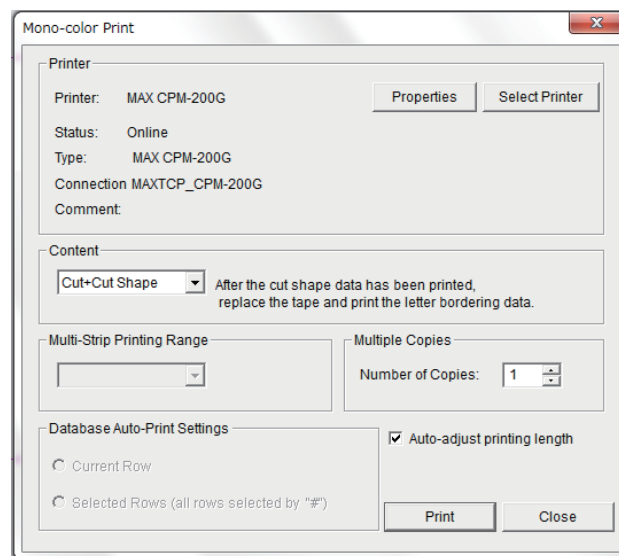 Mono-color Print
Printer
Printer: MAX CPM-200G
Properties
Select Printer
Status: Online
Type: MAX CPM-200G
Connection MAXTCP_CPM-200G
Comment:
Content
Cut+Cut Shape
After the cut shape data has been printed,
replace the tape and print the letter bordering data.
Multi-Strip Printing Range
Multiple Copies
Number of Copies: 1
Database Auto-Print Settings
Current Row
Selected Rows (all rows selected by "#")
Auto-adjust printing length
Print
Close